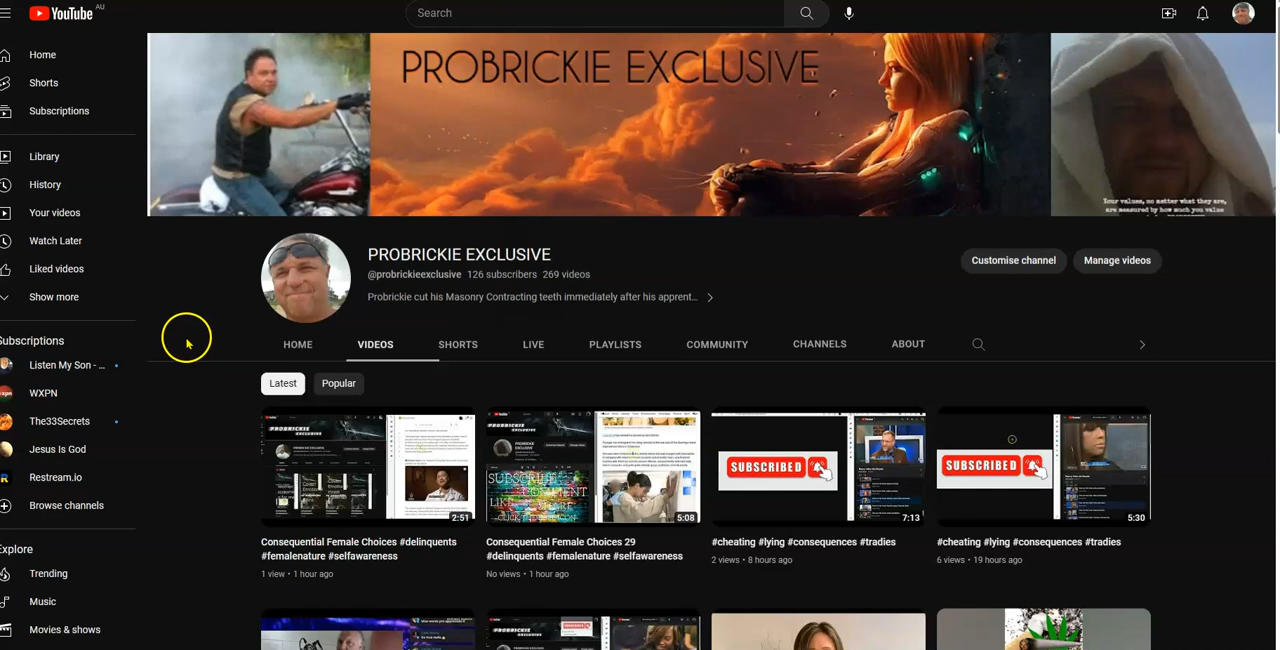 YouTube AU
Search
Home
Shorts
Subscriptions
Library
History
Your videos
Watch Later
Liked videos
Show more
Subscriptions
Listen My Son - ...
WXPN
The33Secrets
Jesus Is God
Restream.io
Browse channels
Explore
Trending
Music
Movies & shows
PROBRICKIE EXCLUSIVE
Your values, no matter what they are,
are measured by how much you value
PROBRICKIE EXCLUSIVE
@probrickieexclusive 126 subscribers 269 videos
Probrickie cut his Masonry Contracting teeth immediately after his apprent...
Customise channel
Manage videos
HOME
VIDEOS
SHORTS
LIVE
PLAYLISTS
COMMUNITY
CHANNELS
ABOUT
Latest
Popular
2:51
Consequential Female Choices #delinquents
#femalenature #selfawareness
1 view • 1 hour ago
SUBSCRIBE
COMMENT
LIKE
5:08
Consequential Female Choices 29
#delinquents #femalenature #selfawareness
No views • 1 hour ago
SUBSCRIBED
7:13
#cheating #lying #consequences #tradies
2 views • 8 hours ago
SUBSCRIBED
5:30
#cheating #lying #consequences #tradies
6 views • 19 hours ago